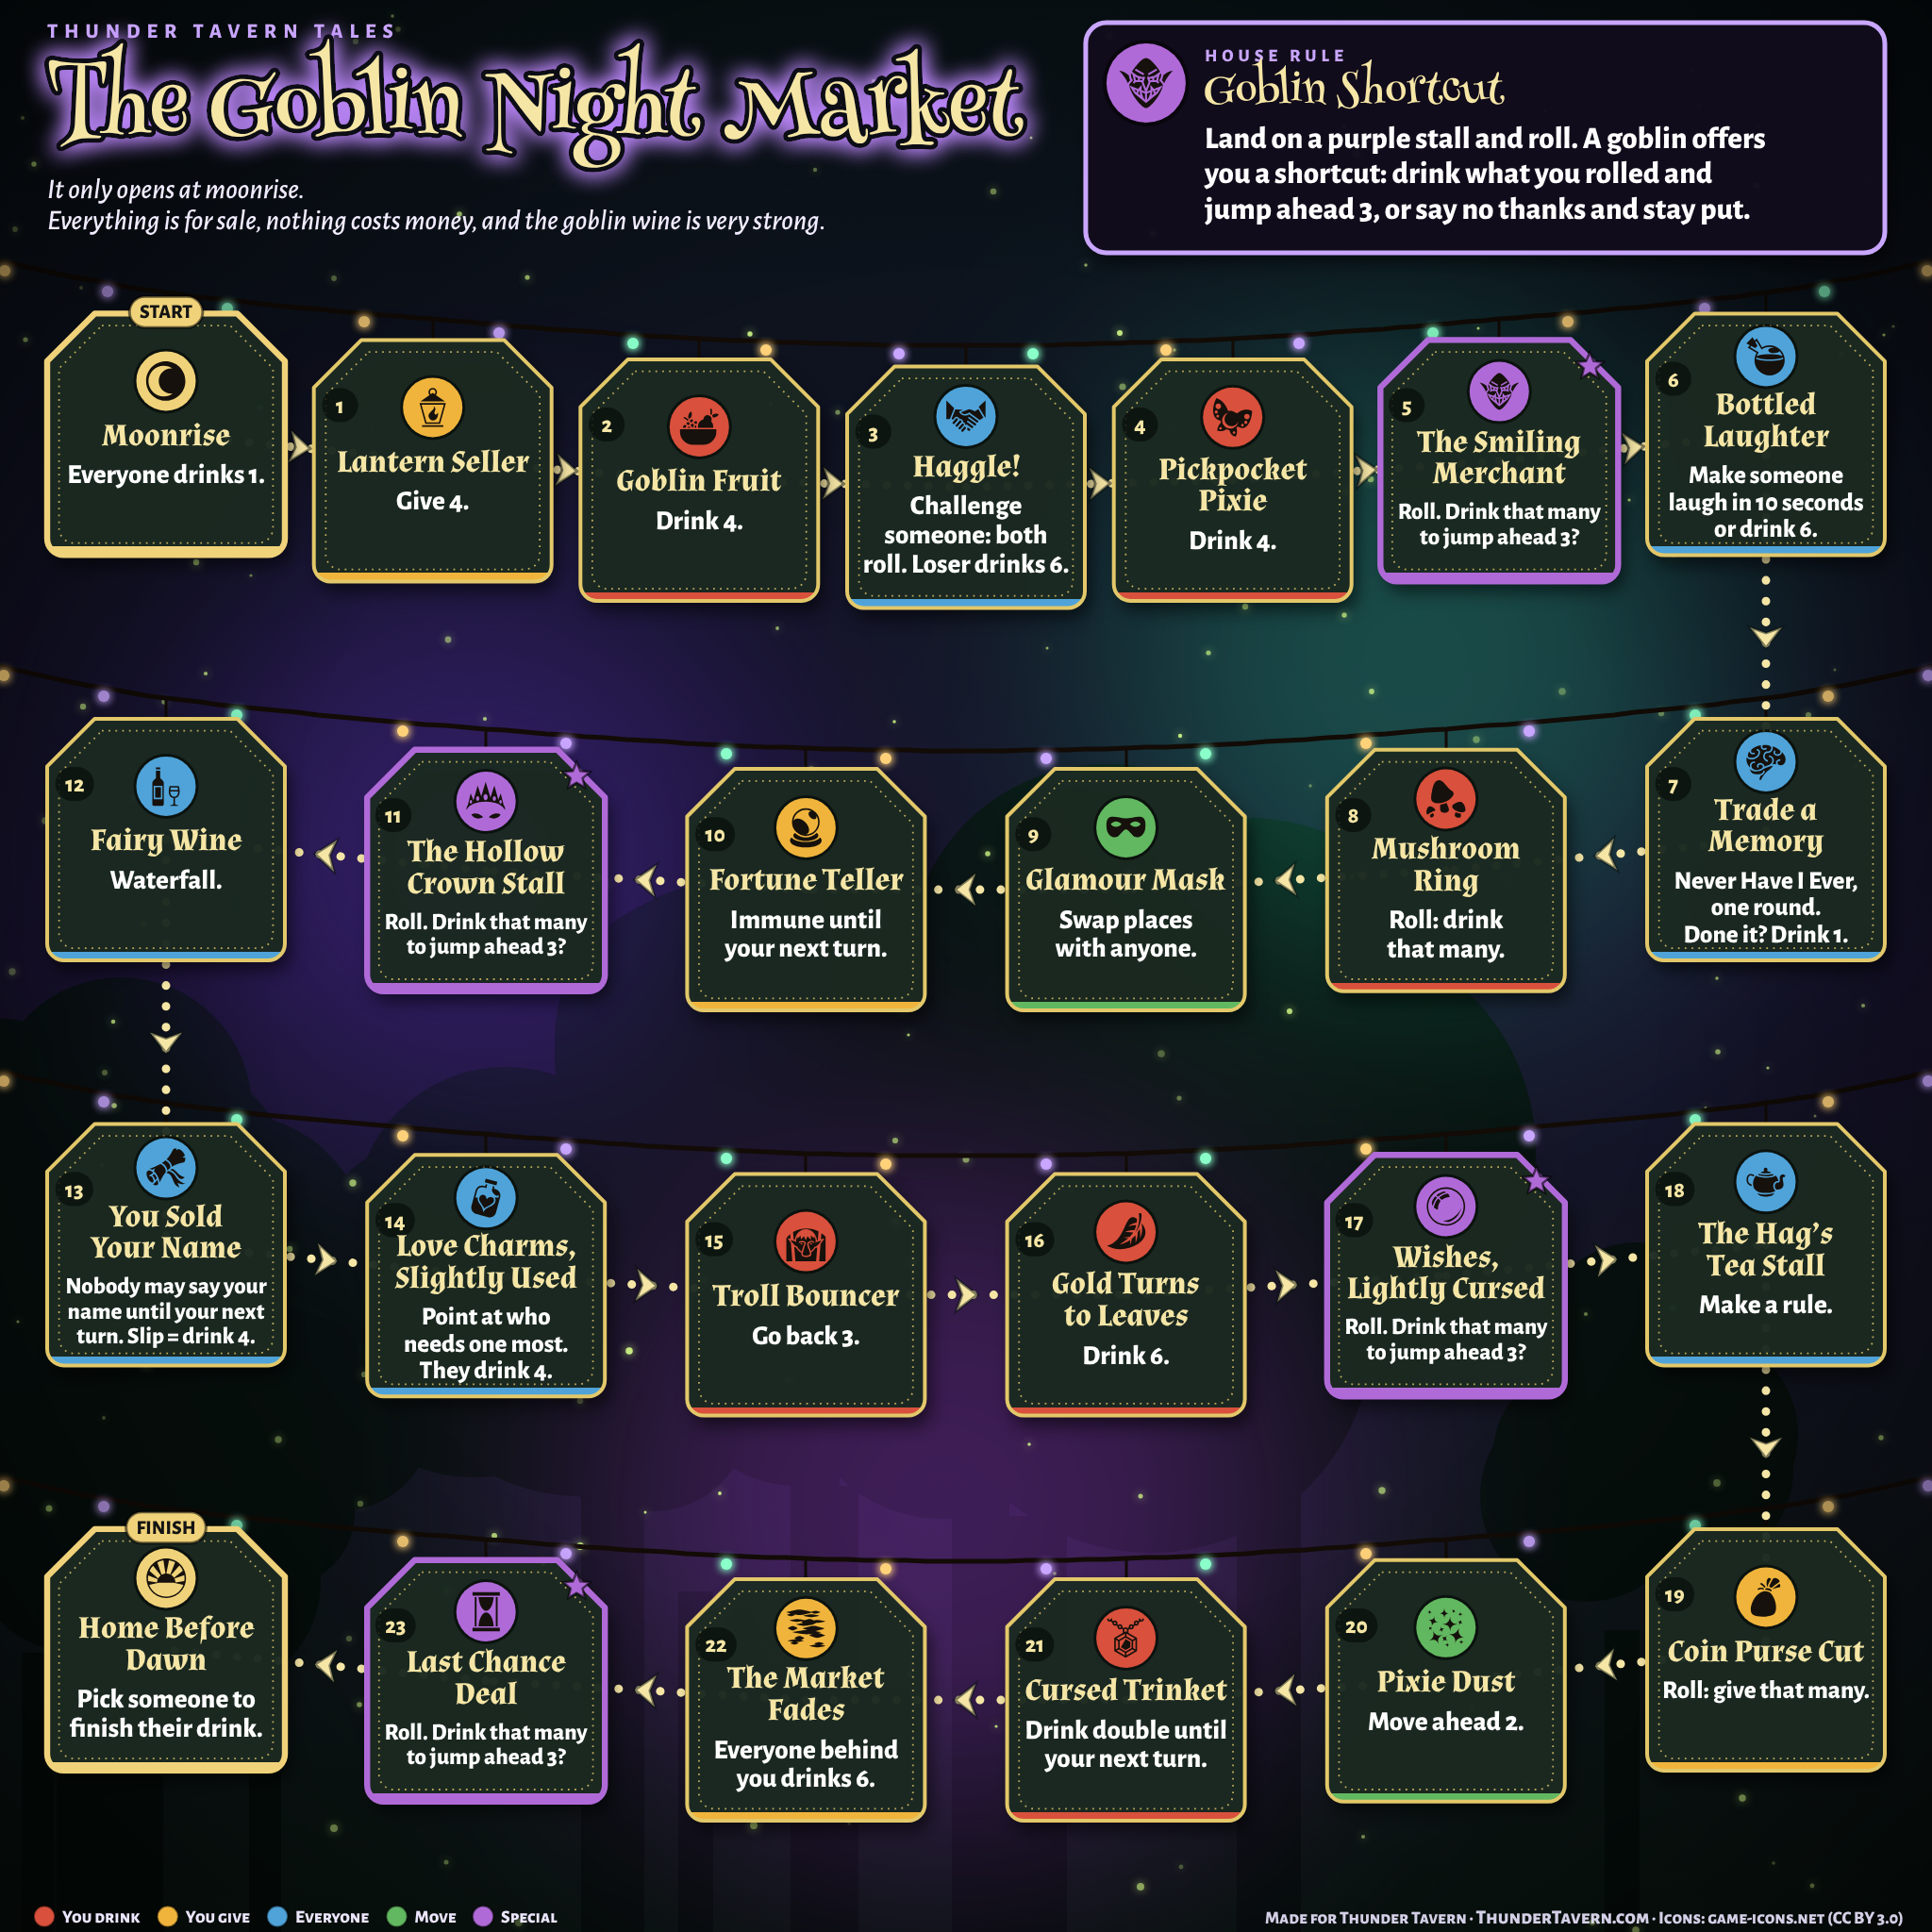 THUNDER TAVERN TALES
The Goblin Night Market
It only opens at moonrise.
Everything is for sale, nothing costs money, and the goblin wine is very strong.
HOUSE RULE
Goblin Shortcut
Land on a purple stall and roll. A goblin offers
you a shortcut: drink what you rolled and
jump ahead 3, or say no thanks and stay put.
START
Moonrise
Everyone drinks 1.
1
Lantern Seller
Give 4.
2
Goblin Fruit
Drink 4.
3
Haggle!
Challenge
someone: both
roll. Loser drinks 6.
4
Pickpocket
Pixie
Drink 4.
5
The Smiling
Merchant
Roll. Drink that many
to jump ahead 3?
6
Bottled
Laughter
Make someone
laugh in 10 seconds
or drink 6.
7
Trade a
Memory
Never Have I Ever,
one round.
Done it? Drink 1.
8
Mushroom
Ring
Roll: drink
that many.
9
Glamour Mask
Swap places
with anyone.
10
Fortune Teller
Immune until
your next turn.
11
The Hollow
Crown Stall
Roll. Drink that many
to jump ahead 3?
12
Fairy Wine
Waterfall.
13
You Sold
Your Name
Nobody may say your
name until your next
turn. Slip = drink 4.
14
Love Charms,
Slightly Used
Point at who
needs one most.
They drink 4.
15
Troll Bouncer
Go back 3.
16
Gold Turns
to Leaves
Drink 6.
17
Wishes,
Lightly Cursed
Roll. Drink that many
to jump ahead 3?
18
The Hag's
Tea Stall
Make a rule.
19
Coin Purse Cut
Roll: give that many.
20
Pixie Dust
Move ahead 2.
21
Cursed Trinket
Drink double until
your next turn.
22
The Market
Fades
Everyone behind
you drinks 6.
23
Last Chance
Deal
Roll. Drink that many
to jump ahead 3?
FINISH
Home Before
Dawn
Pick someone to
finish their drink.
You drink You give Everyone Move Special
Made for Thunder Tavern · ThunderTavern.com · Icons: game-icons.net (CC BY 3.0)